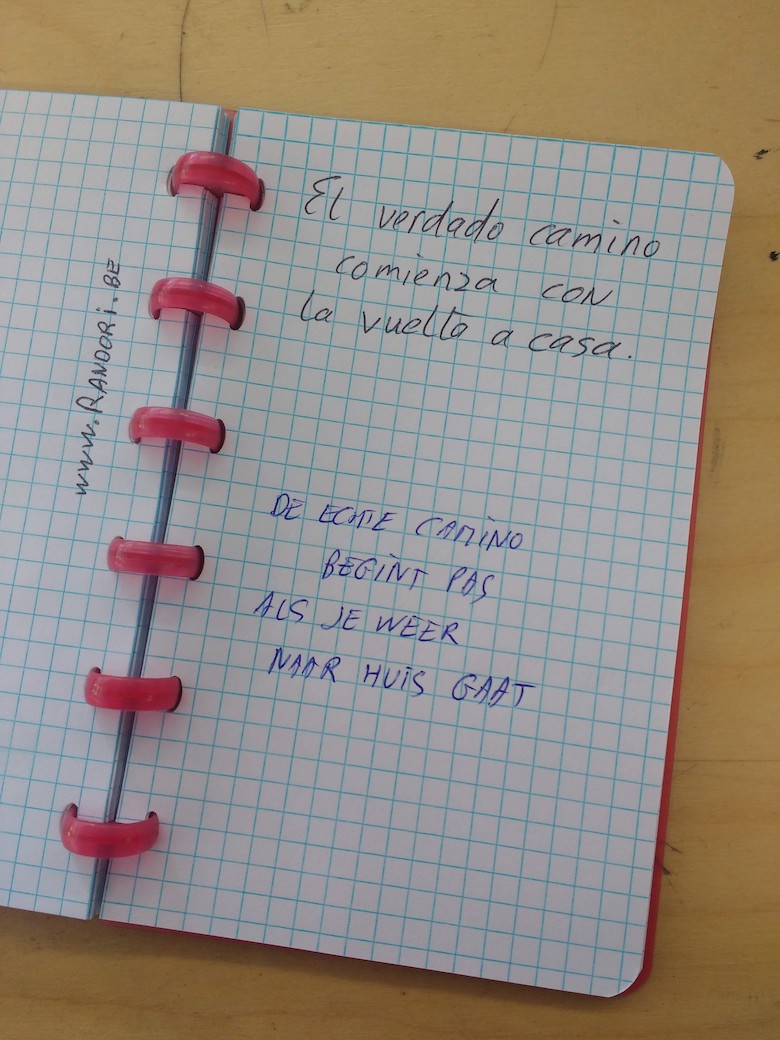 www.RANDORI.BE
El verdado camino
comienza con
la vuelta a casa.
DE ECHTE CAMINO
BEGINT PAS
ALS JE WEER
NAAR HUIS GAAT